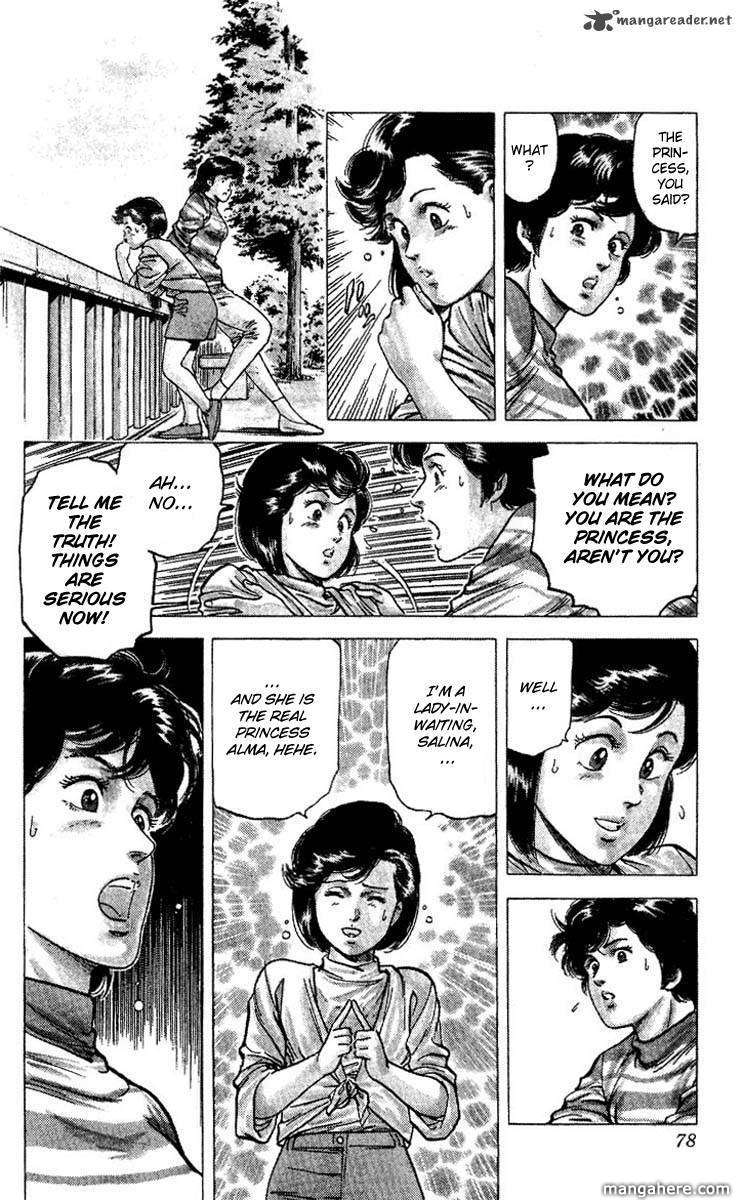 mangareader.net
THE
PRIN-
CESS,
YOU
SAID?
WHAT
?
WHAT DO
YOU MEAN?
YOU ARE THE
PRINCESS,
AREN'T YOU?
AH...
NO...
TELL ME
THE
TRUTH!
THINGS
ARE
SERIOUS
NOW!
WELL
...
I'M A
LADY-IN-
WAITING,
SALINA,
...
...
AND SHE IS
THE REAL
PRINCESS
ALMA, HEHE.
78
mangahere.com